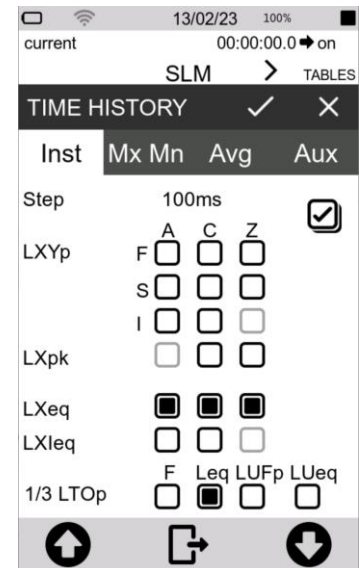 13/02/23 100%
current 00:00:00.0 on
SLM > TABLES
TIME HISTORY
Inst Mx Mn Avg Aux
Step 100ms
A C Z
LXYp F
S
I
LXpk
LXeq
LXIeq
F Leq LUFp LUeq
1/3 LTOp